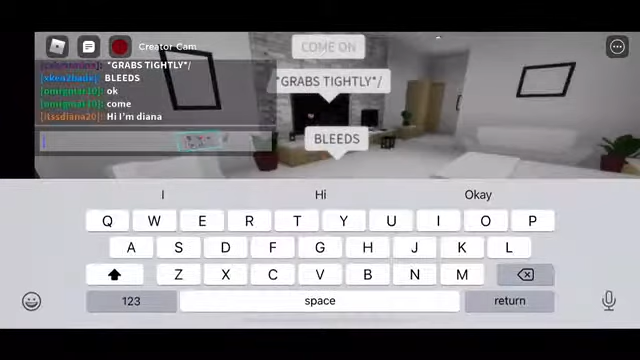 Creator Cam
*GRABS TIGHTLY*/
BLEEDS
ok
come
[itssdiana20]: Hi I'm diana
COME ON
*GRABS TIGHTLY*/
BLEEDS
I Hi Okay
Q W E R T Y U I O P
A S D F G H J K L
Z X C V B N M
123 space return